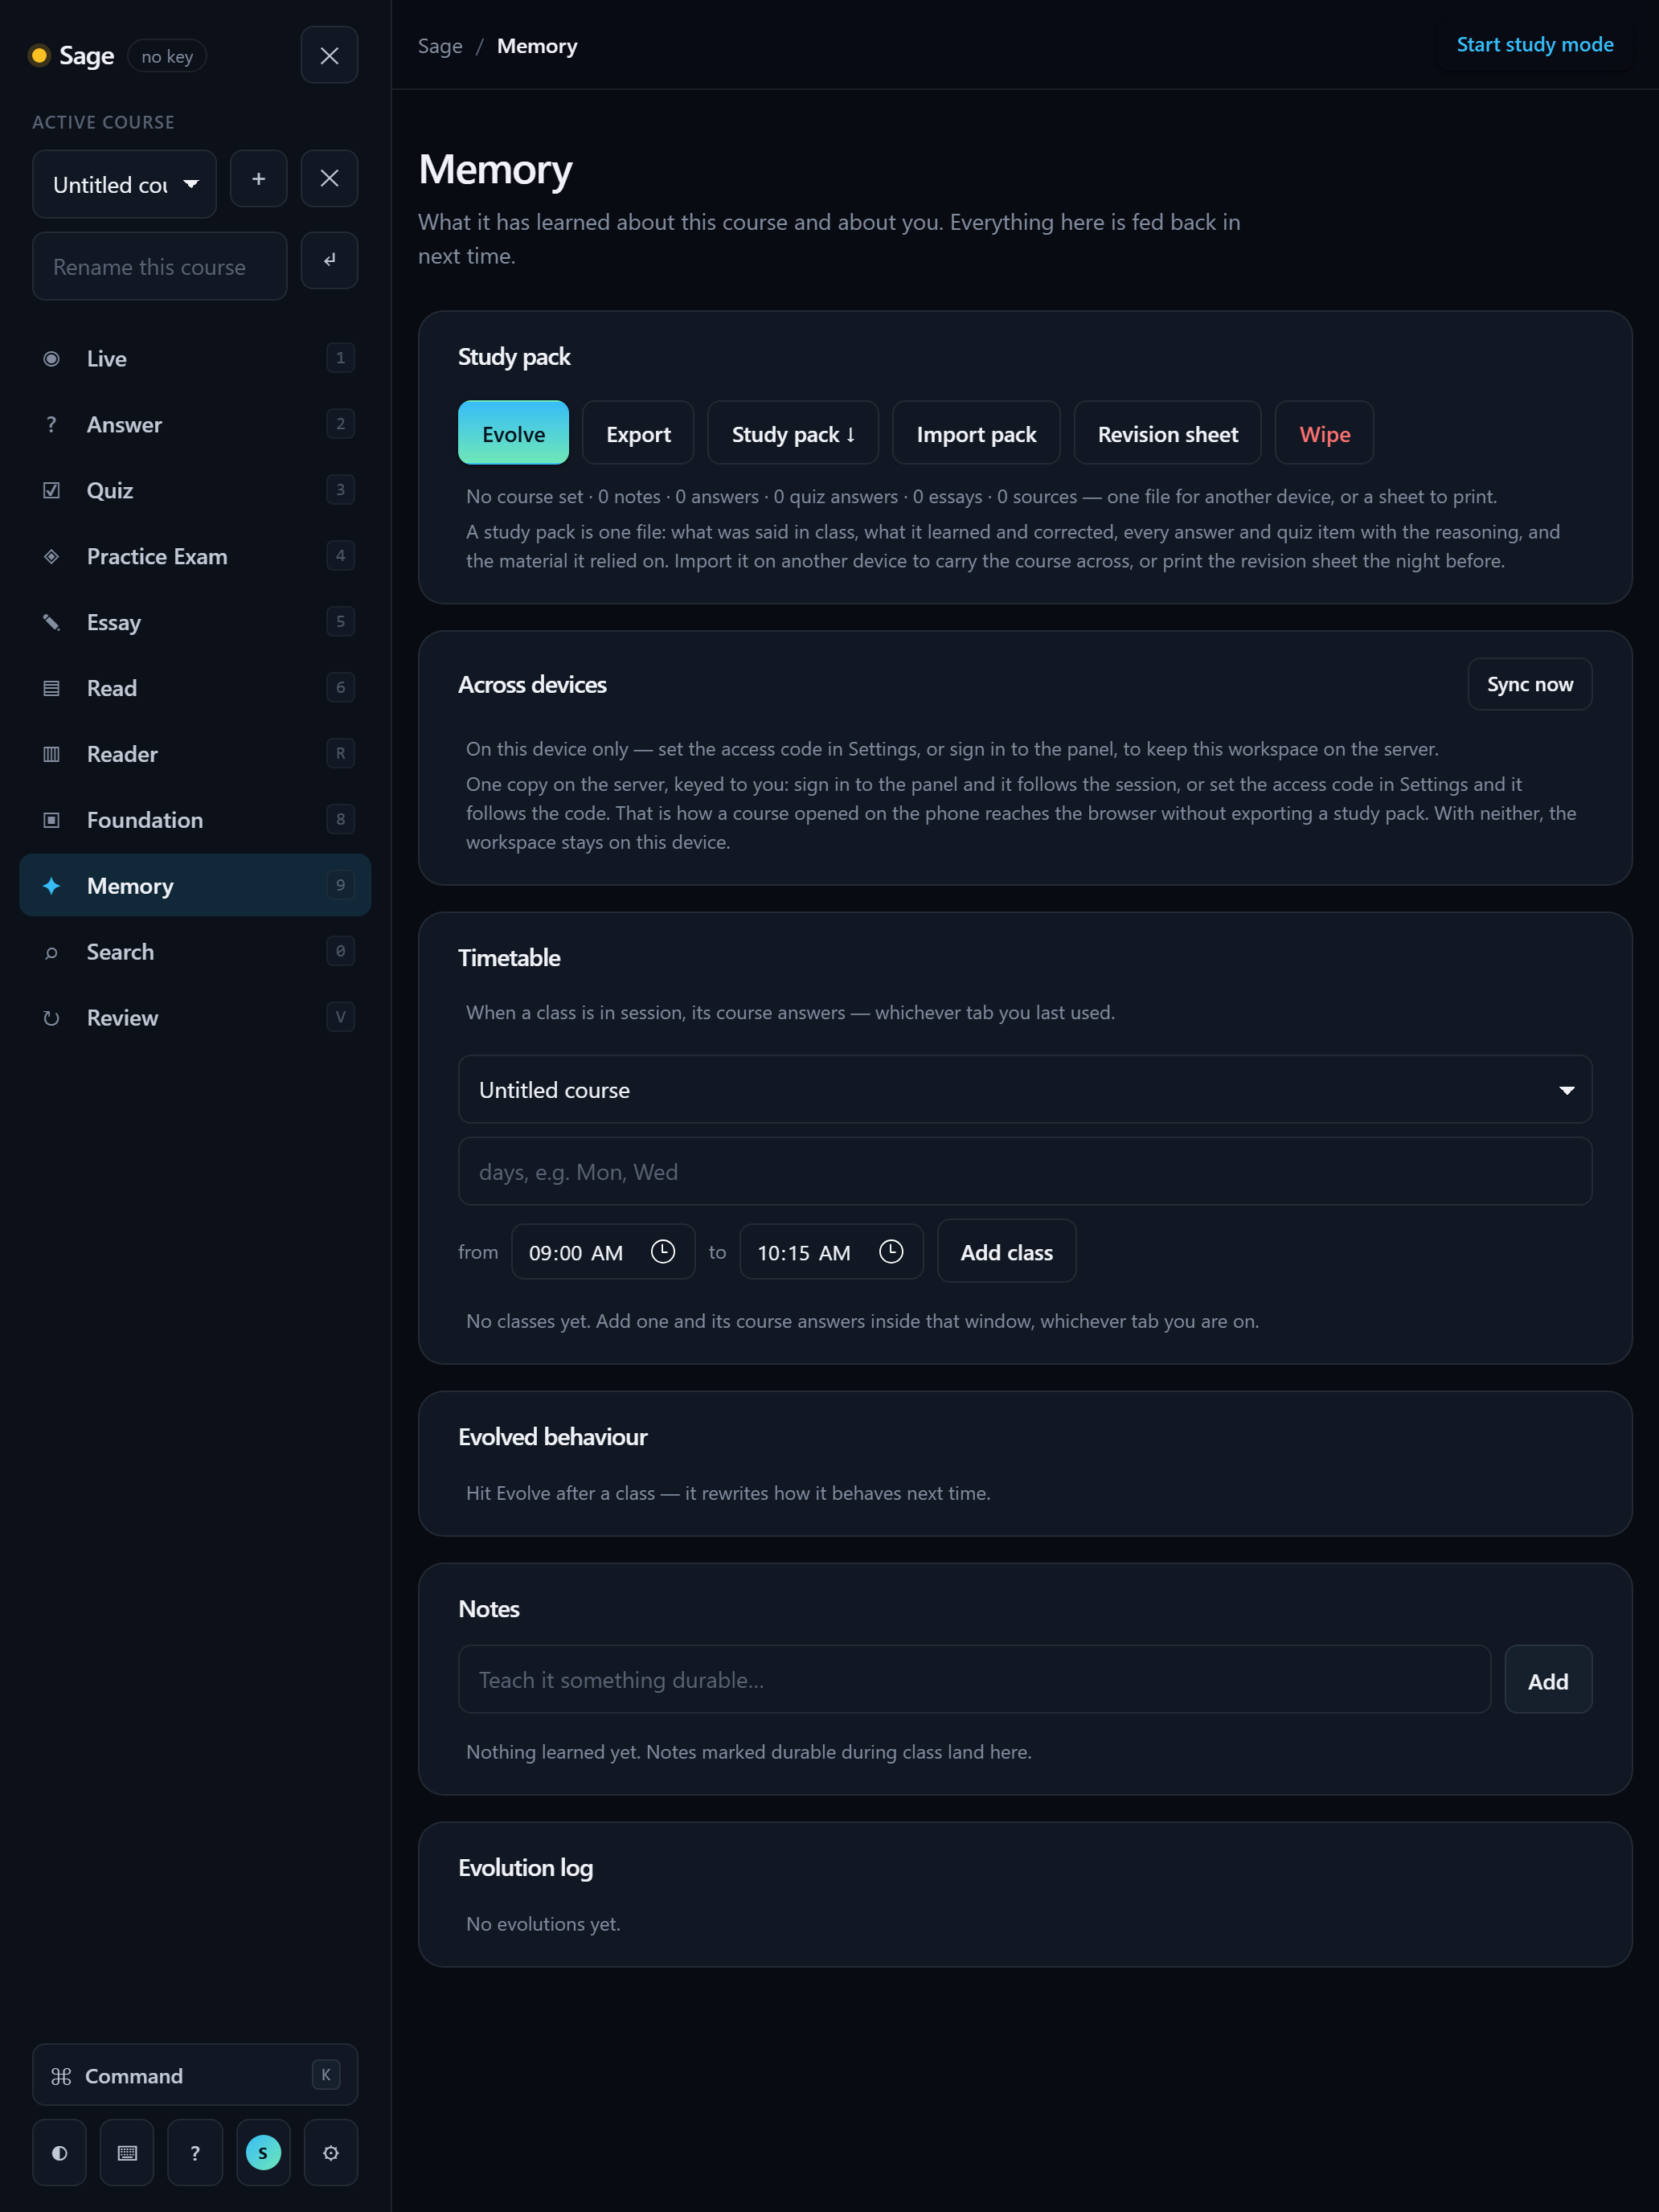 Sage no key
ACTIVE COURSE
Untitled cou
Rename this course
Live 1
? Answer 2
Quiz 3
Practice Exam 4
Essay 5
Read 6
Reader R
Foundation 8
Memory 9
Search 0
Review V
⌘ Command K
?
S
Sage / Memory
Start study mode
Memory
What it has learned about this course and about you. Everything here is fed back in
next time.
Study pack
Evolve Export Study pack ↓ Import pack Revision sheet Wipe
No course set · 0 notes · 0 answers · 0 quiz answers · 0 essays · 0 sources — one file for another device, or a sheet to print.
A study pack is one file: what was said in class, what it learned and corrected, every answer and quiz item with the reasoning, and
the material it relied on. Import it on another device to carry the course across, or print the revision sheet the night before.
Across devices
Sync now
On this device only — set the access code in Settings, or sign in to the panel, to keep this workspace on the server.
One copy on the server, keyed to you: sign in to the panel and it follows the session, or set the access code in Settings and it
follows the code. That is how a course opened on the phone reaches the browser without exporting a study pack. With neither, the
workspace stays on this device.
Timetable
When a class is in session, its course answers — whichever tab you last used.
Untitled course
days, e.g. Mon, Wed
from 09:00 AM to 10:15 AM Add class
No classes yet. Add one and its course answers inside that window, whichever tab you are on.
Evolved behaviour
Hit Evolve after a class — it rewrites how it behaves next time.
Notes
Teach it something durable...
Add
Nothing learned yet. Notes marked durable during class land here.
Evolution log
No evolutions yet.